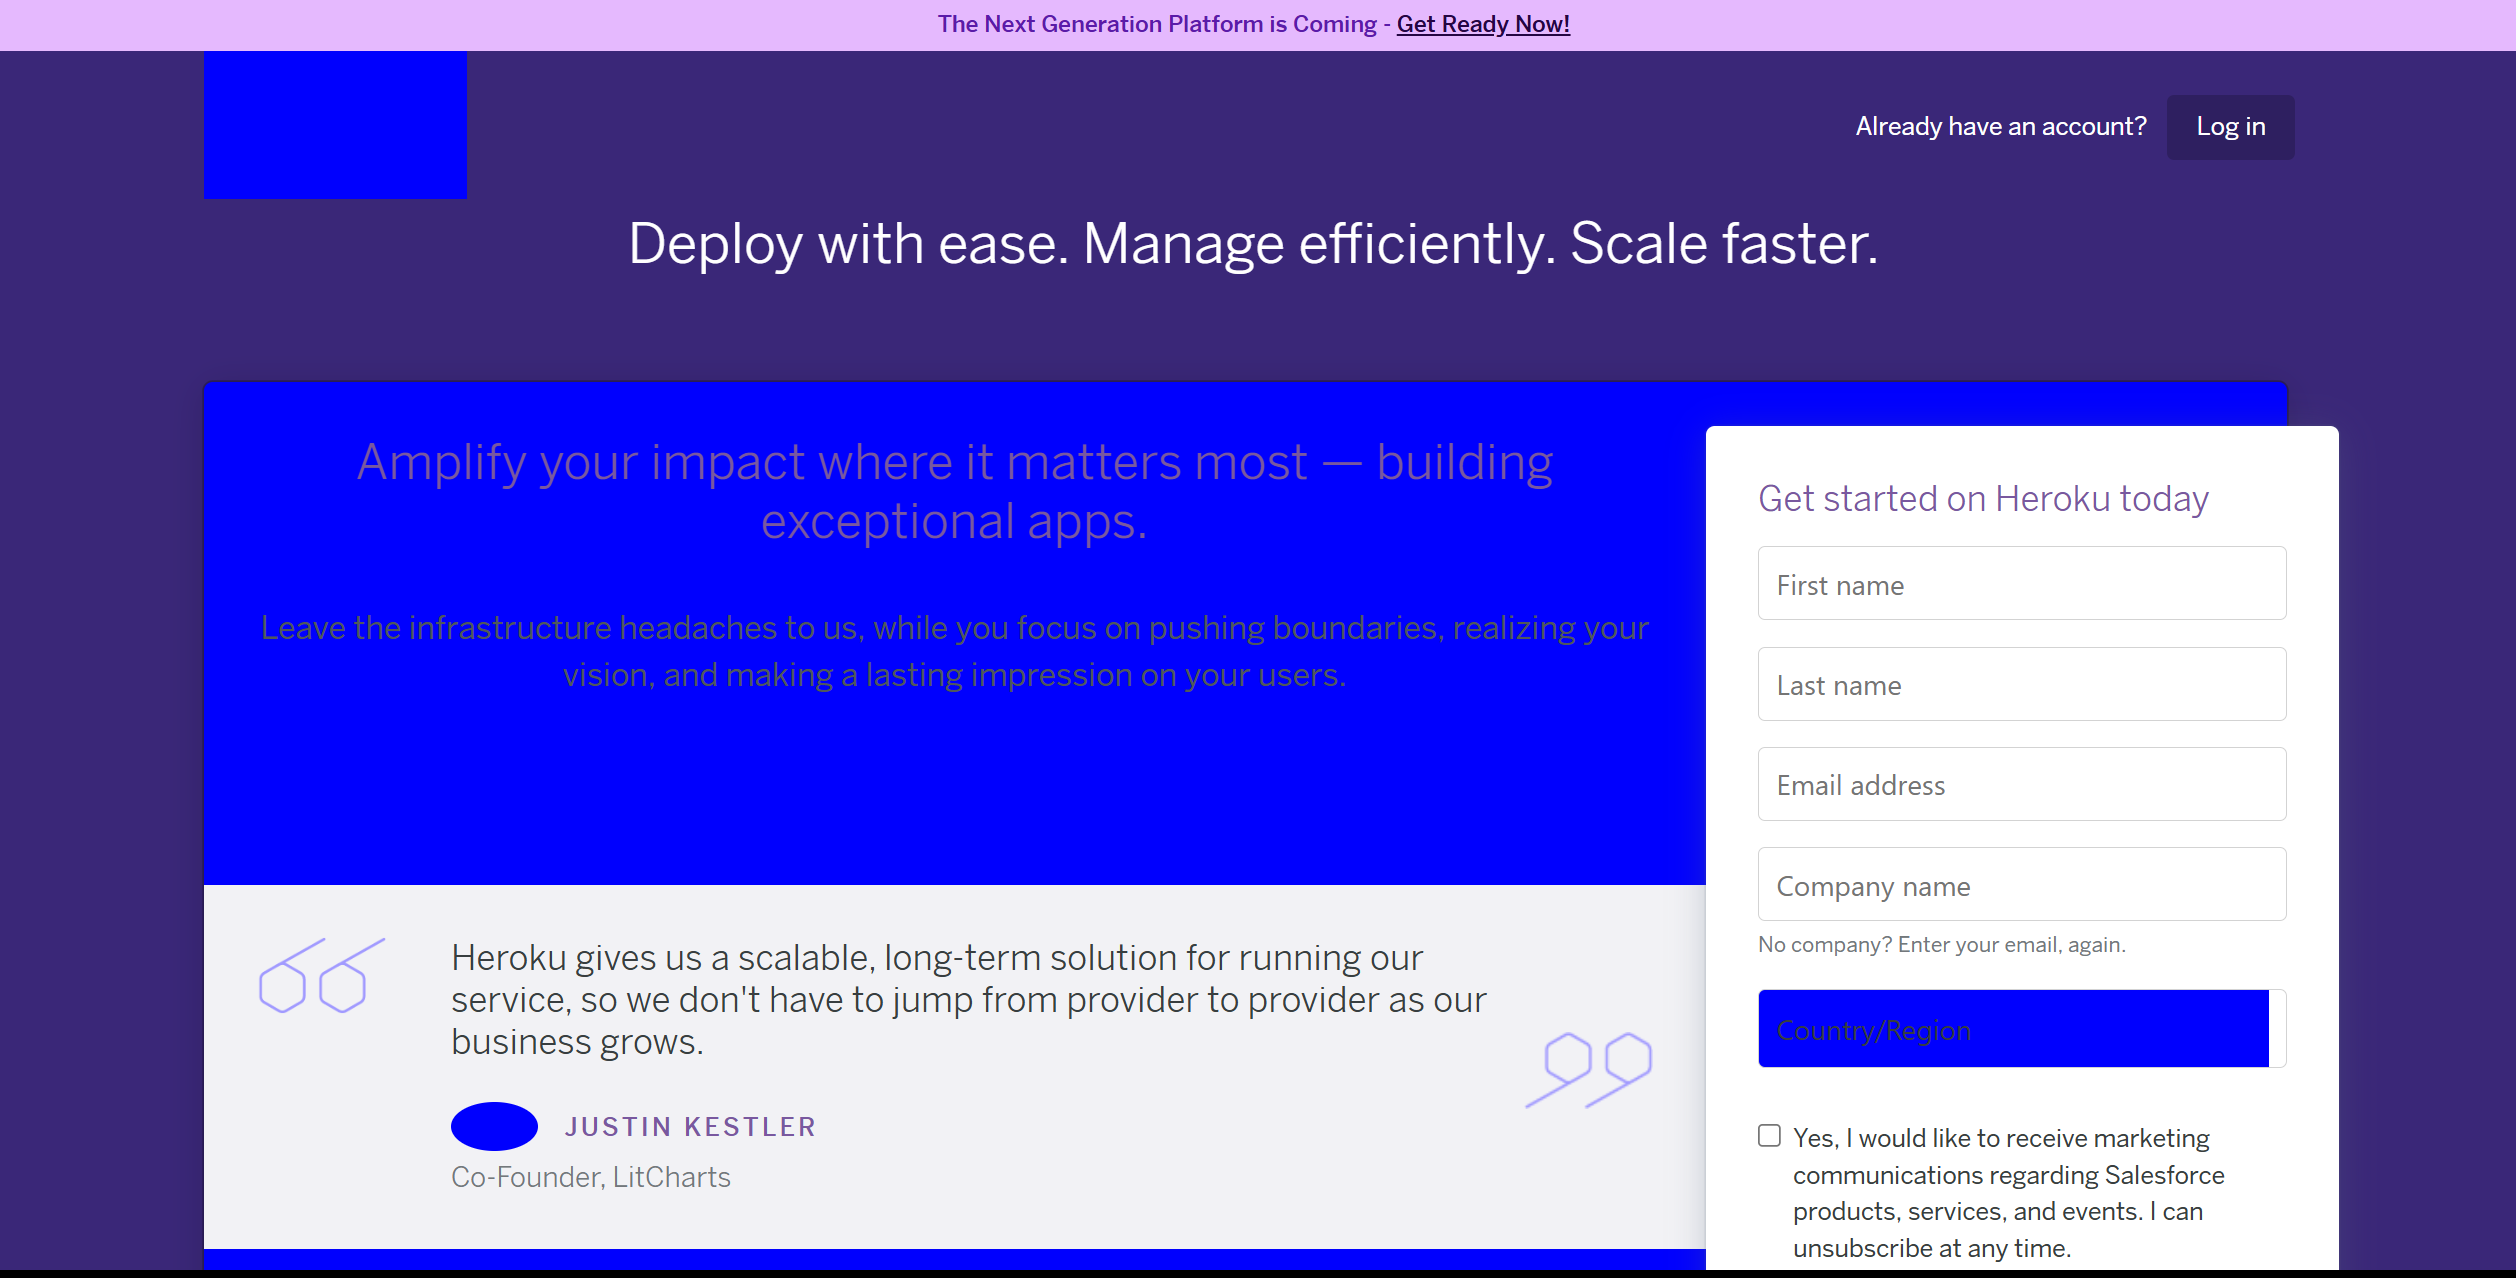 The Next Generation Platform is Coming - Get Ready Now!
Already have an account? Log in
Deploy with ease. Manage efficiently. Scale faster.
Amplify your impact where it matters most — building
exceptional apps.
Leave the infrastructure headaches to us, while you focus on pushing boundaries, realizing your
vision, and making a lasting impression on your users.
Heroku gives us a scalable, long-term solution for running our
service, so we don't have to jump from provider to provider as our
business grows.
JUSTIN KESTLER
Co-Founder, LitCharts
Get started on Heroku today
First name
Last name
Email address
Company name
No company? Enter your email, again.
Country/Region
Yes, I would like to receive marketing
communications regarding Salesforce
products, services, and events. I can
unsubscribe at any time.